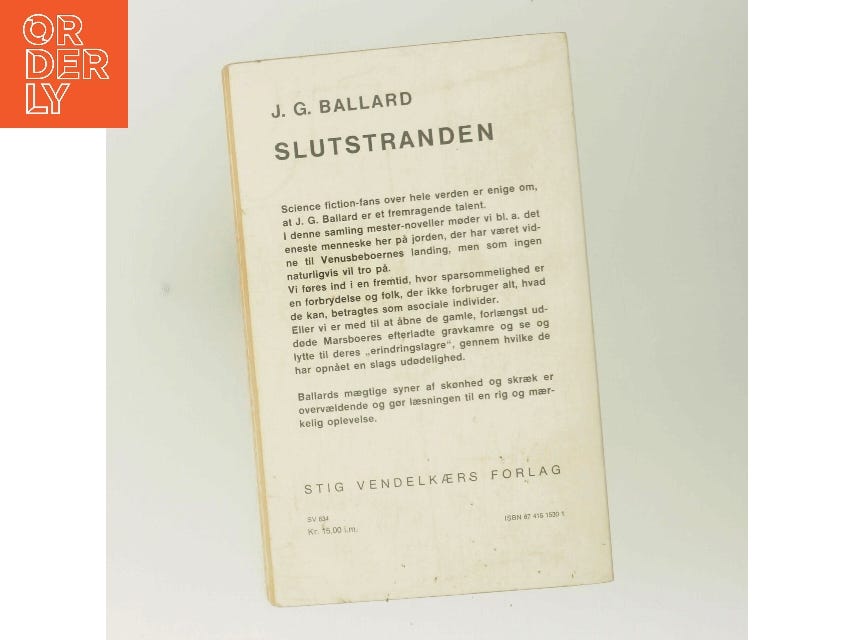 ORDERLY
J. G. BALLARD
SLUTSTRANDEN
Science fiction-fans over hele verden er enige om,
at J. G. Ballard er et fremragende talent.
I denne samling mester-noveller møder vi bl. a. det
eneste menneske her på jorden, der har været vid-
ne til Venusbeboernes landing, men som ingen
naturligvis vil tro på.
Vi føres ind i en fremtid, hvor sparsommelighed er
en forbrydelse og folk, der ikke forbruger alt, hvad
de kan, betragtes som asociale individer.
Eller vi er med til at åbne de gamle, forlængst ud-
døde Marsboeres efterladte gravkamre og se og
lytte til deres „erindringslagre“, gennem hvilke de
har opnået en slags udødelighed.
Ballards mægtige syner af skønhed og skræk er
overvældende og gør læsningen til en rig og mær-
kelig oplevelse.
STIG VENDELKÆRS FORLAG
SV 634
ISBN 87 416 1530 1
Kr. 15,00 i.m.